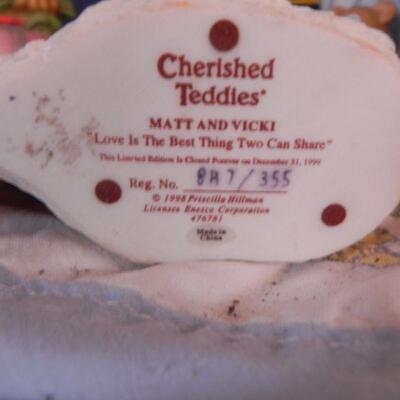 Cherished
Teddies®
MATT AND VICKI
"Love Is The Best Thing Two Can Share"
This Limited Edition is Closed Forever on December 31, 1999
Reg. No. 8H7/355
© 1998 Priscilla Hillman
Licensee Enesco Corporation
476781
Made in
China